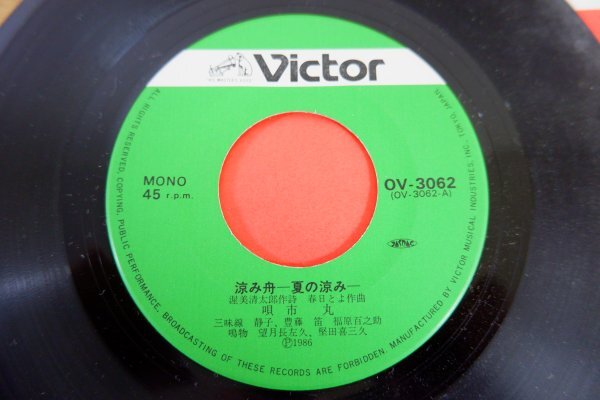 "HIS MASTER'S VOICE"
Victor
MONO
45 r.p.m.
OV-3062
(OV-3062-A)
JASRAC
涼み舟―夏の涼み―
渥美清太郎作詩 春日とよ作曲
唄 市丸
三味線 静子、豊藤 笛 福原百之助
鳴物 望月長左久、堅田喜三久
Ⓟ1986
ALL RIGHTS RESERVED. COPYING, PUBLIC PERFORMANCE, BROADCASTING OF THESE RECORDS ARE FORBIDDEN. MANUFACTURED BY VICTOR MUSICAL INDUSTRIES, INC. TOKYO, JAPAN